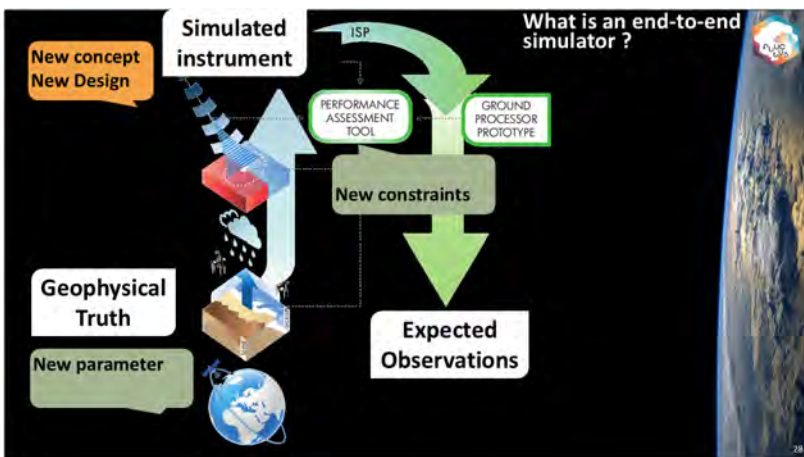 What is an end-to-end
simulator ?
Simulated
instrument
ISP
New concept
New Design
PERFORMANCE
ASSESSMENT
TOOL
GROUND
PROCESSOR
PROTOTYPE
New constraints
Geophysical
Truth
Expected
Observations
New parameter
28